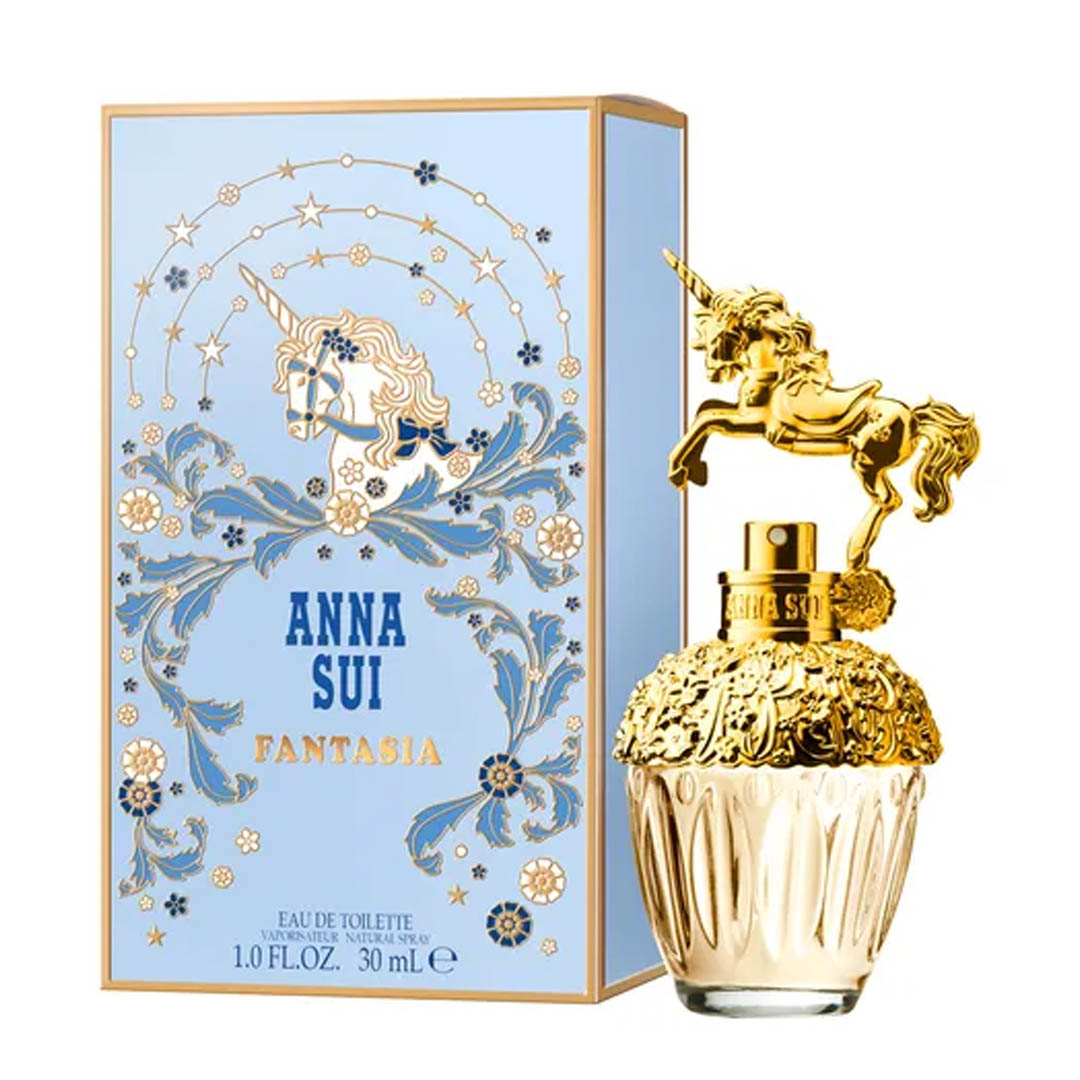 ANNA
SUI
FANTASIA
EAU DE TOILETTE
VAPORISATEUR NATURAL SPRAY
1.0 FL.OZ. 30 mL ℮
ANNA SUI